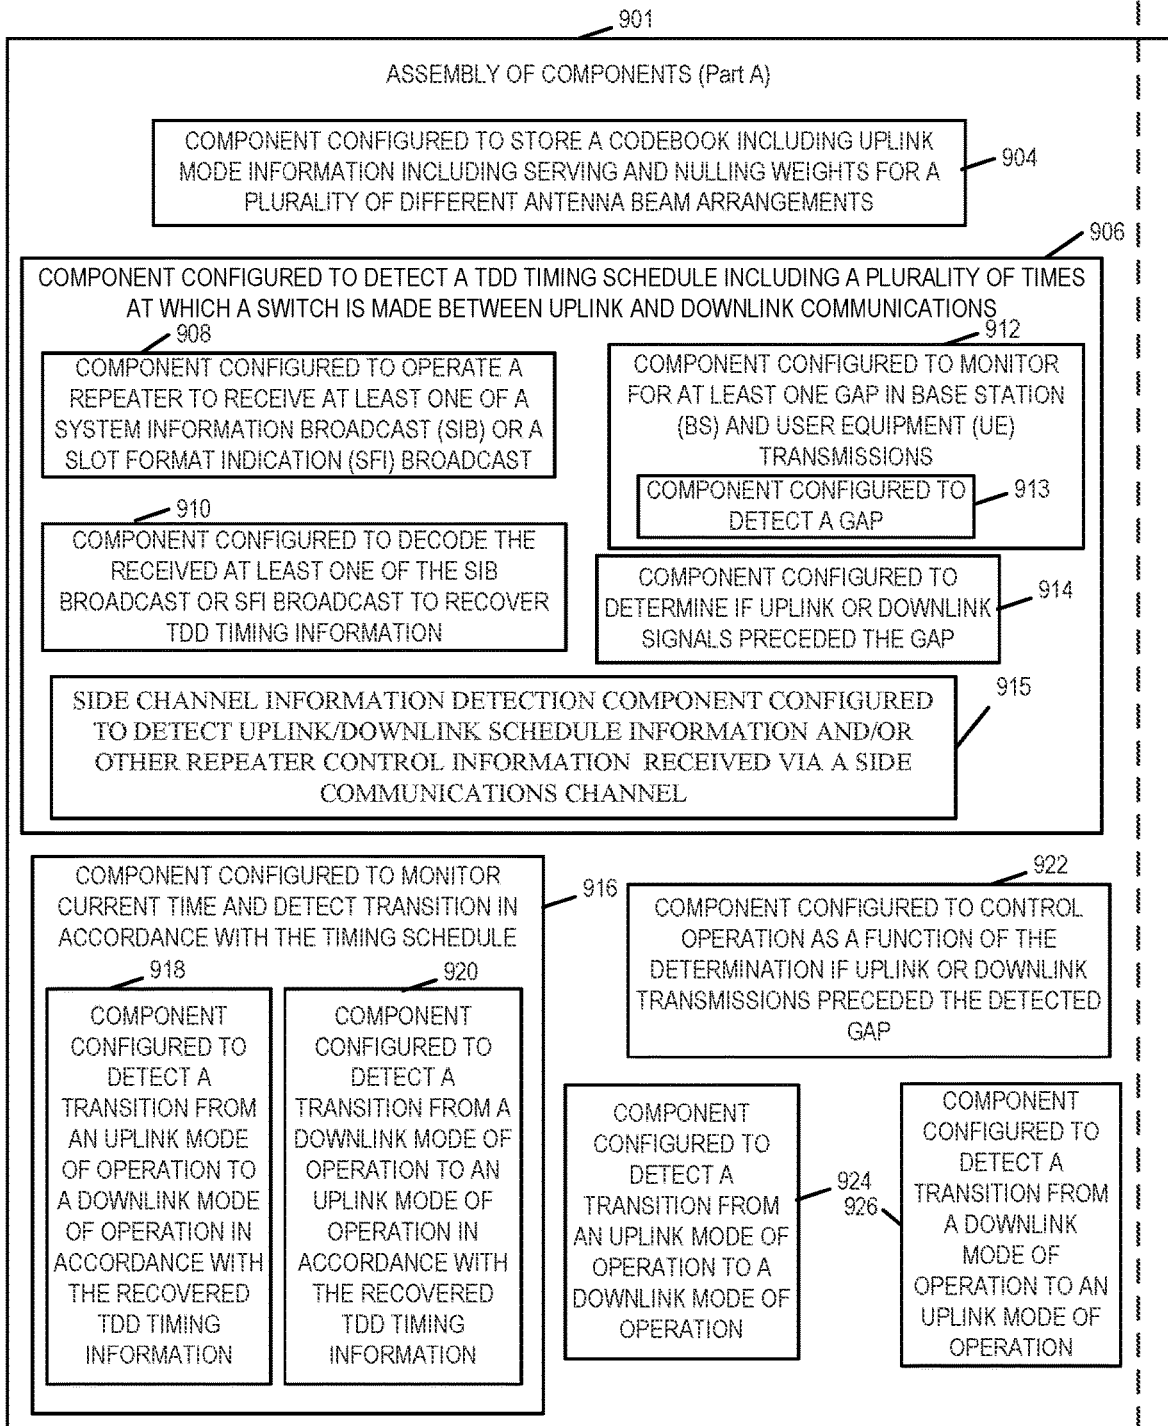 901
ASSEMBLY OF COMPONENTS (Part A)
COMPONENT CONFIGURED TO STORE A CODEBOOK INCLUDING UPLINK
MODE INFORMATION INCLUDING SERVING AND NULLING WEIGHTS FOR A
PLURALITY OF DIFFERENT ANTENNA BEAM ARRANGEMENTS
904
906
COMPONENT CONFIGURED TO DETECT A TDD TIMING SCHEDULE INCLUDING A PLURALITY OF TIMES
AT WHICH A SWITCH IS MADE BETWEEN UPLINK AND DOWNLINK COMMUNICATIONS
908
COMPONENT CONFIGURED TO OPERATE A
REPEATER TO RECEIVE AT LEAST ONE OF A
SYSTEM INFORMATION BROADCAST (SIB) OR A
SLOT FORMAT INDICATION (SFI) BROADCAST
912
COMPONENT CONFIGURED TO MONITOR
FOR AT LEAST ONE GAP IN BASE STATION
(BS) AND USER EQUIPMENT (UE)
TRANSMISSIONS
COMPONENT CONFIGURED TO
DETECT A GAP
913
910
COMPONENT CONFIGURED TO DECODE THE
RECEIVED AT LEAST ONE OF THE SIB
BROADCAST OR SFI BROADCAST TO RECOVER
TDD TIMING INFORMATION
COMPONENT CONFIGURED TO
DETERMINE IF UPLINK OR DOWNLINK
SIGNALS PRECEDED THE GAP
914
SIDE CHANNEL INFORMATION DETECTION COMPONENT CONFIGURED
TO DETECT UPLINK/DOWNLINK SCHEDULE INFORMATION AND/OR
OTHER REPEATER CONTROL INFORMATION RECEIVED VIA A SIDE
COMMUNICATIONS CHANNEL
915
COMPONENT CONFIGURED TO MONITOR
CURRENT TIME AND DETECT TRANSITION IN
ACCORDANCE WITH THE TIMING SCHEDULE
916
918
COMPONENT
CONFIGURED TO
DETECT A
TRANSITION FROM
AN UPLINK MODE
OF OPERATION TO
A DOWNLINK MODE
OF OPERATION IN
ACCORDANCE WITH
THE RECOVERED
TDD TIMING
INFORMATION
920
COMPONENT
CONFIGURED TO
DETECT A
TRANSITION FROM A
DOWNLINK MODE OF
OPERATION TO AN
UPLINK MODE OF
OPERATION IN
ACCORDANCE WITH
THE RECOVERED
TDD TIMING
INFORMATION
922
COMPONENT CONFIGURED TO CONTROL
OPERATION AS A FUNCTION OF THE
DETERMINATION IF UPLINK OR DOWNLINK
TRANSMISSIONS PRECEDED THE DETECTED
GAP
COMPONENT
CONFIGURED TO
DETECT A
TRANSITION FROM
AN UPLINK MODE OF
OPERATION TO A
DOWNLINK MODE OF
OPERATION
924
926
COMPONENT
CONFIGURED TO
DETECT A
TRANSITION FROM
A DOWNLINK
MODE OF
OPERATION TO AN
UPLINK MODE OF
OPERATION